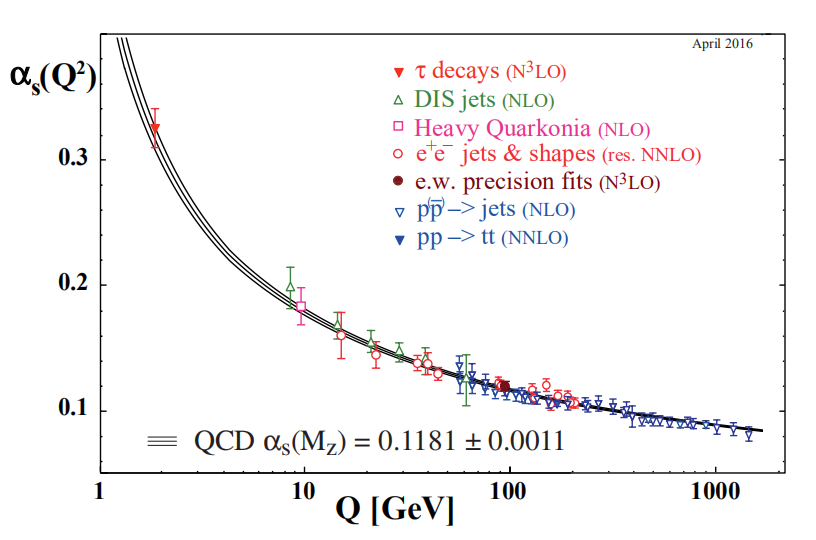 April 2016
αs(Q²)
τ decays (N³LO)
DIS jets (NLO)
Heavy Quarkonia (NLO)
e⁺e⁻ jets & shapes (res. NNLO)
e.w. precision fits (N³LO)
pp(–) –> jets (NLO)
pp –> tt (NNLO)
0.3
0.2
0.1
QCD αs(Mz) = 0.1181 ± 0.0011
1 10 100 1000
Q [GeV]